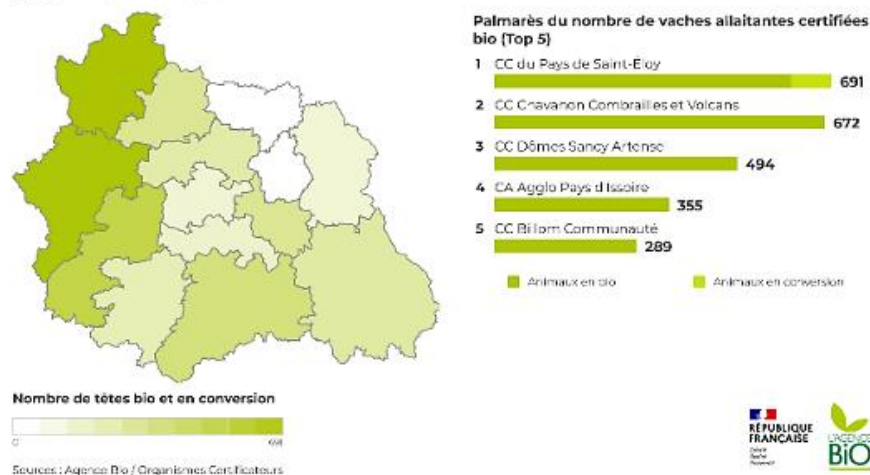 Palmarès du nombre de vaches allaitantes certifiées
bio (Top 5)
1 CC du Pays de Saint-Éloy
691
2 CC Chavanon Combrailles et Volcans
672
3 CC Dômes Sancy Artense
494
4 CA Agglo Pays d'Issoire
355
5 CC Billom Communauté
289
Animaux en bio
Animaux en conversion
Nombre de têtes bio et en conversion
0
691
Sources : Agence Bio / Organismes Certificateurs
RÉPUBLIQUE
FRANÇAISE
L'AGENCE
BIO